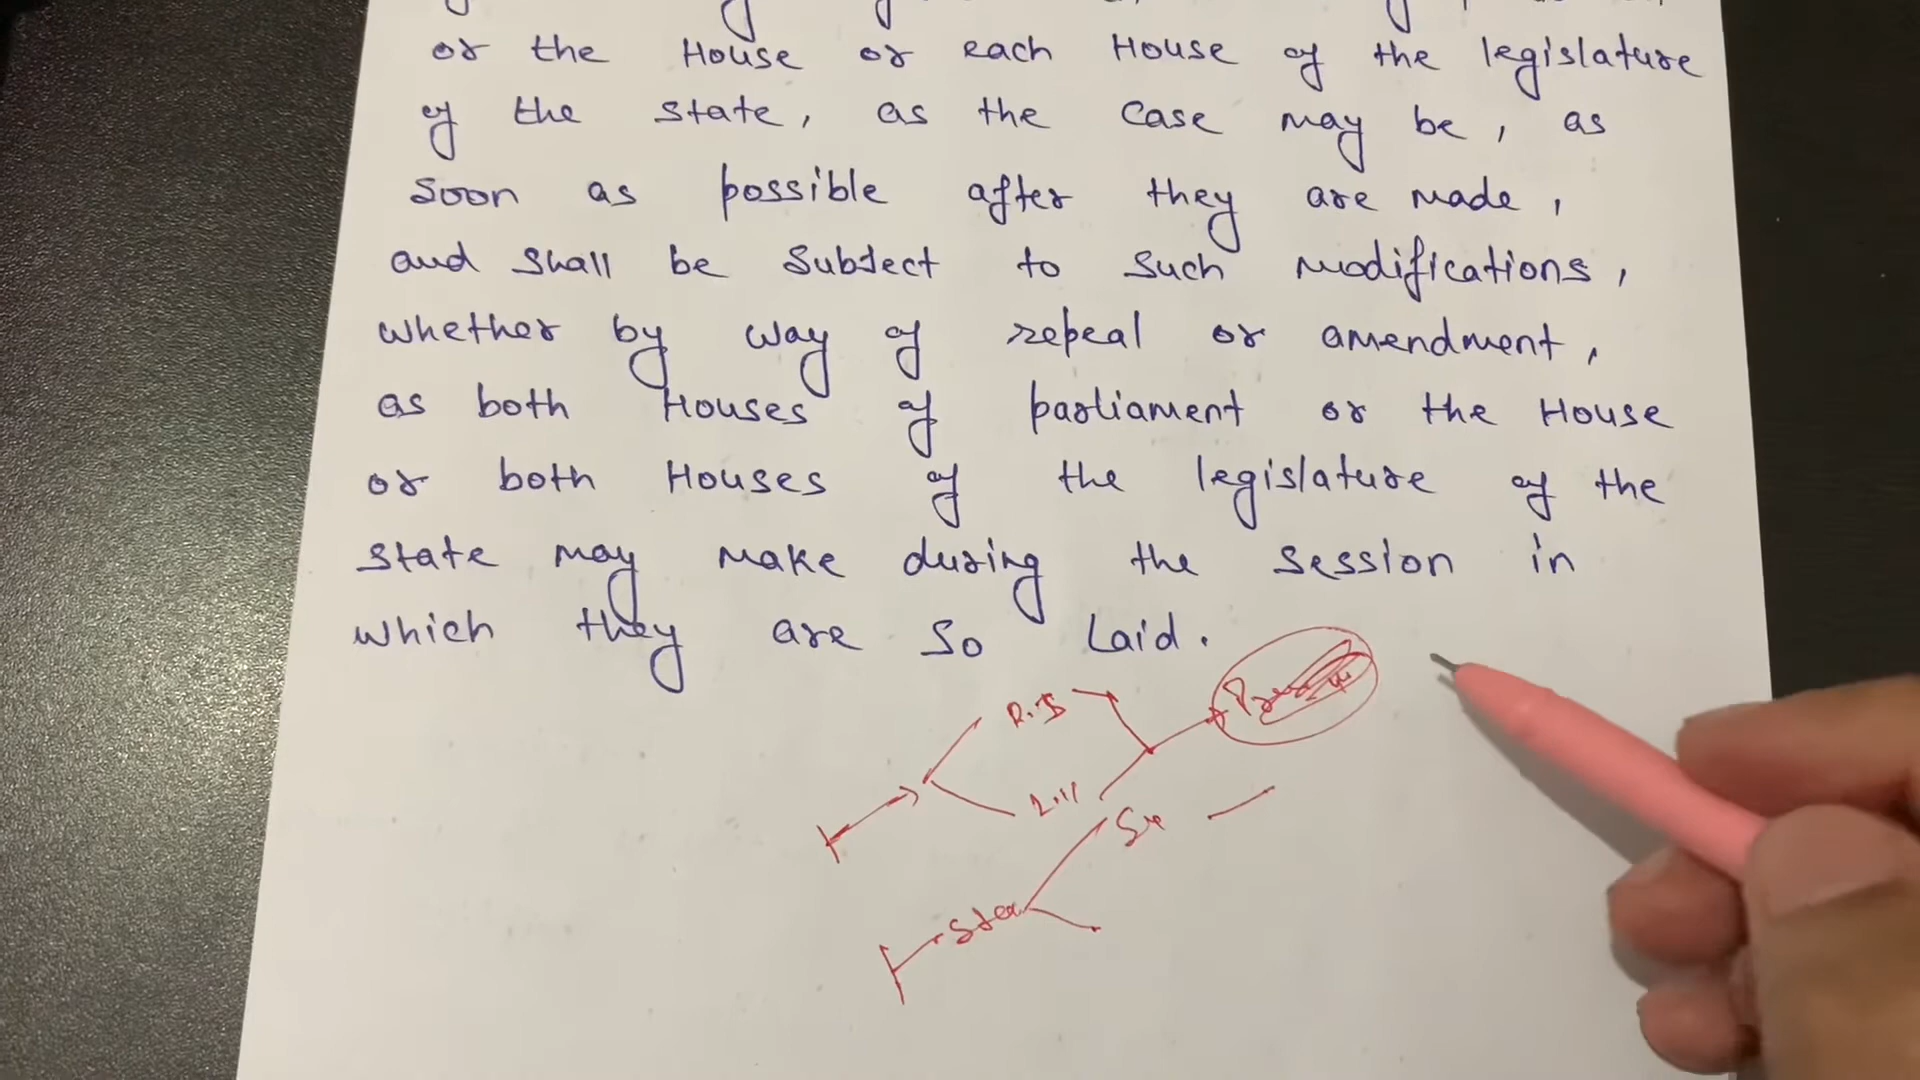 or the House or each House of the legislature
of the state, as the case may be, as
soon as possible after they are made,
and shall be subject to such modifications,
whether by way of repeal or amendment,
as both Houses of parliament or the House
or both Houses of the legislature of the
state may make during the session in
which they are so laid.
R.S